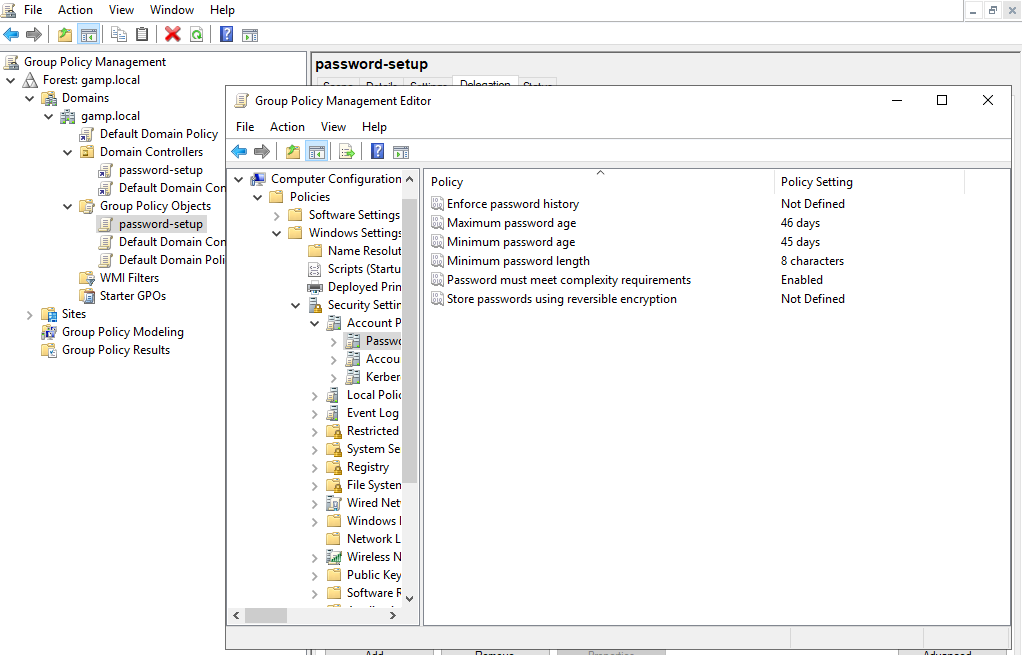 File Action View Window Help
Group Policy Management
Forest: gamp.local
Domains
gamp.local
Default Domain Policy
Domain Controllers
password-setup
Default Domain Con
Group Policy Objects
password-setup
Default Domain Con
Default Domain Poli
WMI Filters
Starter GPOs
Sites
Group Policy Modeling
Group Policy Results
password-setup
Scope Details Settings Delegation Status
Group Policy Management Editor
File Action View Help
Computer Configuration
Policies
Software Settings
Windows Settings
Name Resolut
Scripts (Startu
Deployed Prin
Security Settin
Account P
Passwo
Accou
Kerber
Local Polic
Event Log
Restricted
System Se
Registry
File System
Wired Net
Windows
Network L
Wireless N
Public Key
Software R
Policy Policy Setting
Enforce password history Not Defined
Maximum password age 46 days
Minimum password age 45 days
Minimum password length 8 characters
Password must meet complexity requirements Enabled
Store passwords using reversible encryption Not Defined
Add... Remove Properties Advanced...